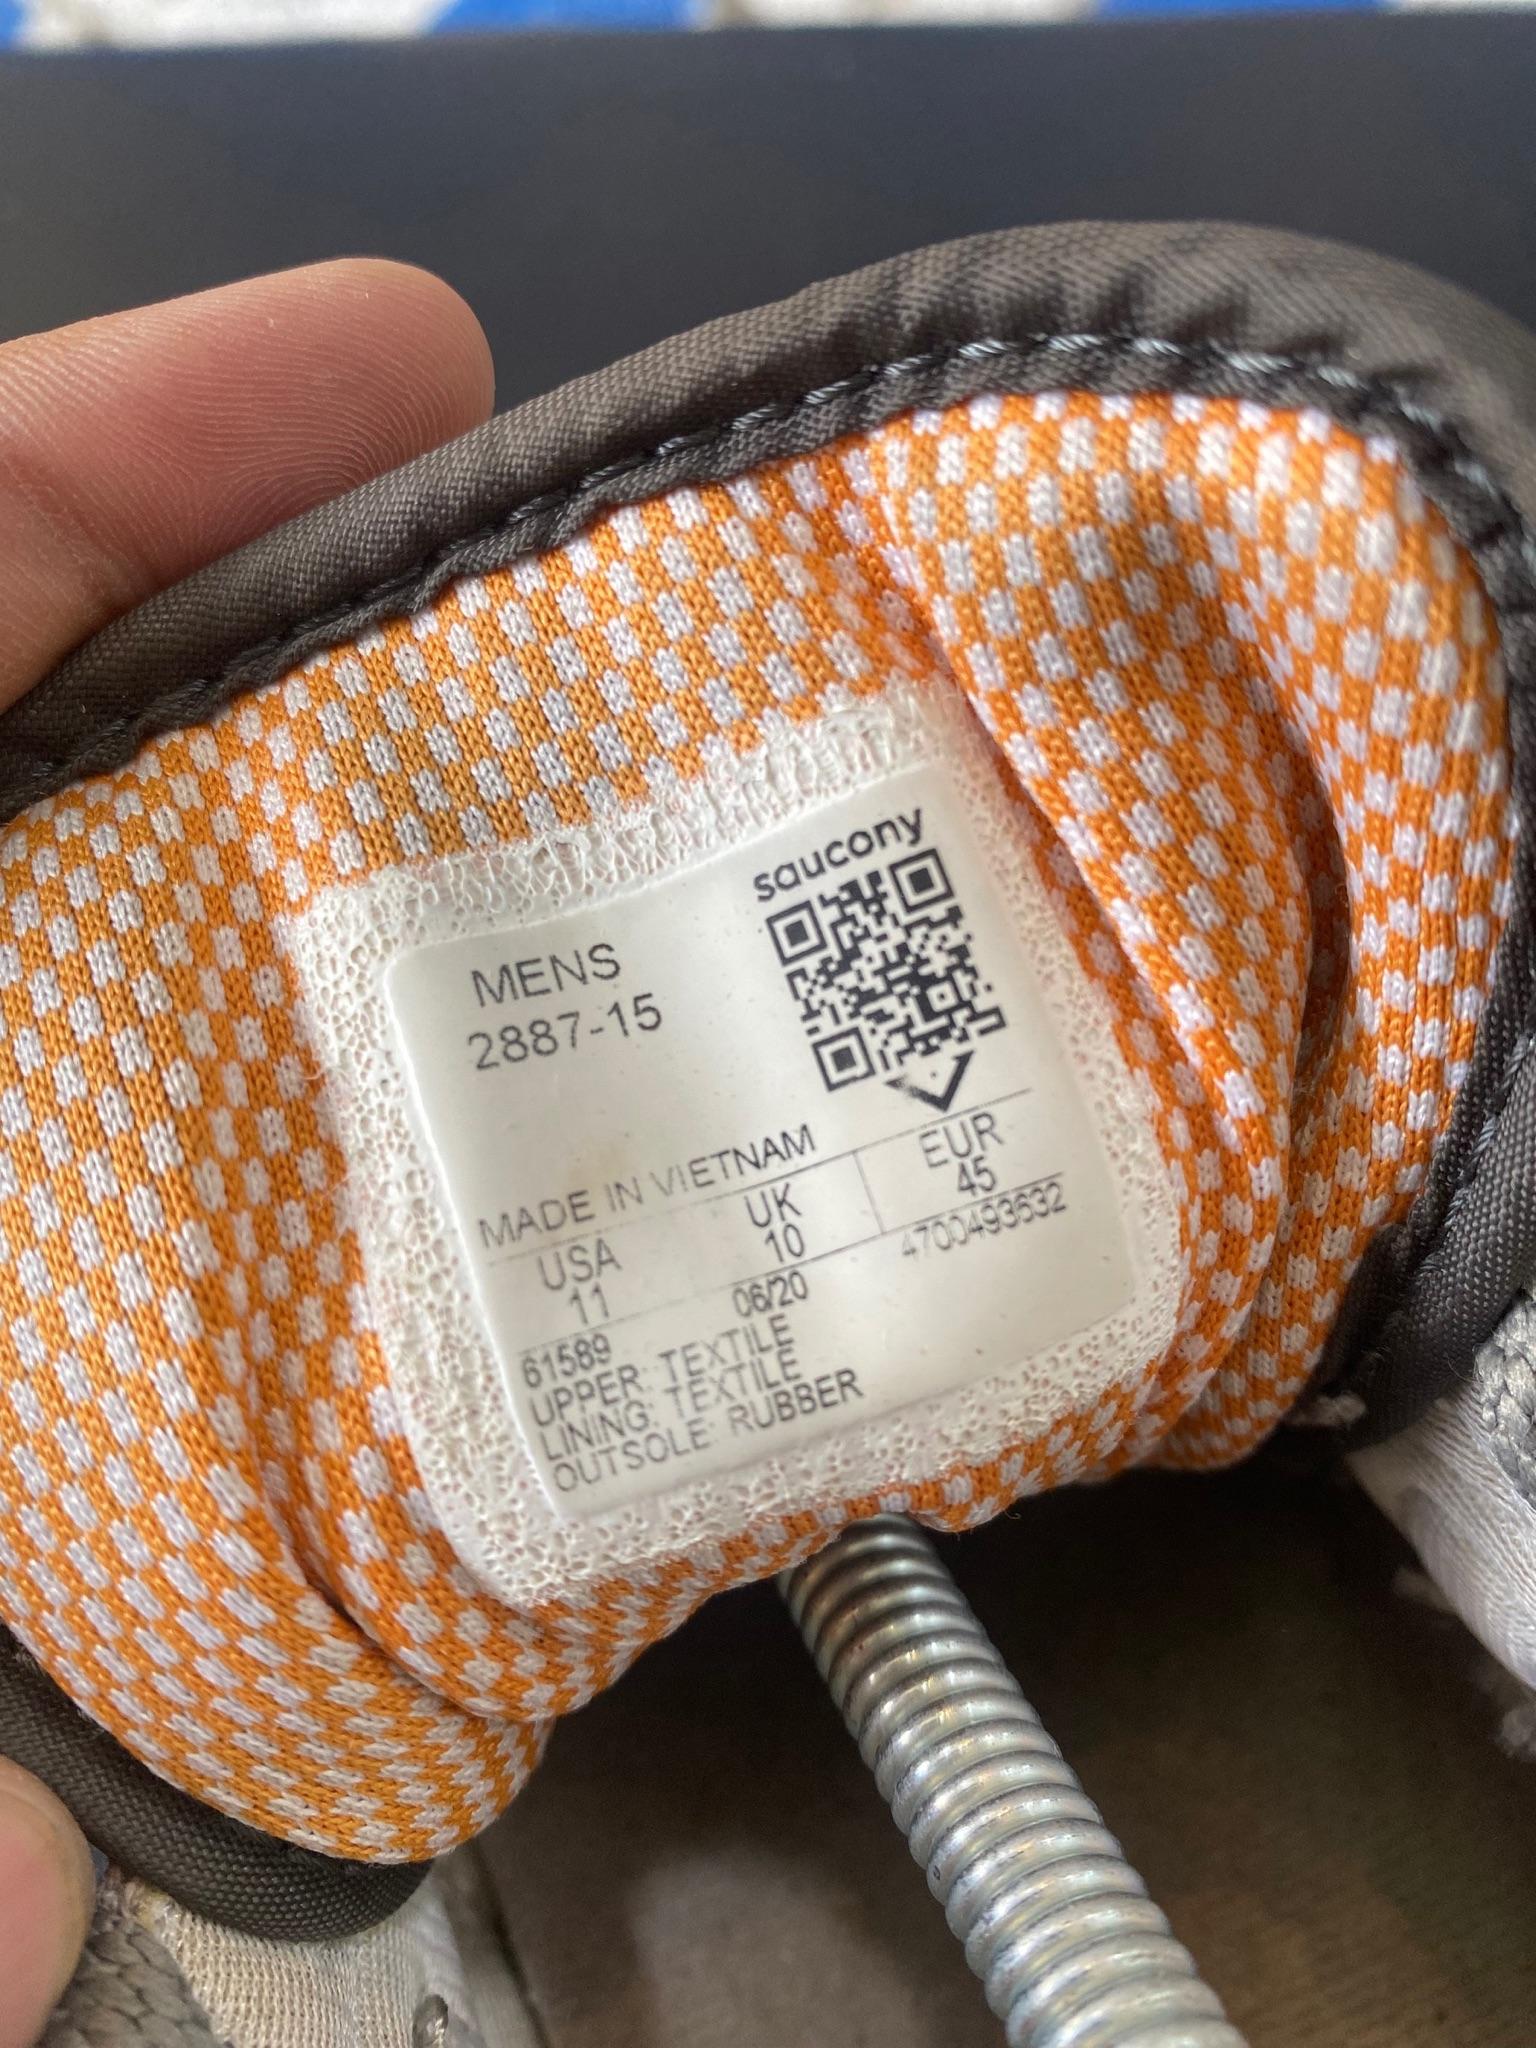 saucony
MENS
2887-15
MADE IN VIETNAM
USA UK EUR
11 10 45
61589 06/20 4700493632
UPPER: TEXTILE
LINING: TEXTILE
OUTSOLE: RUBBER